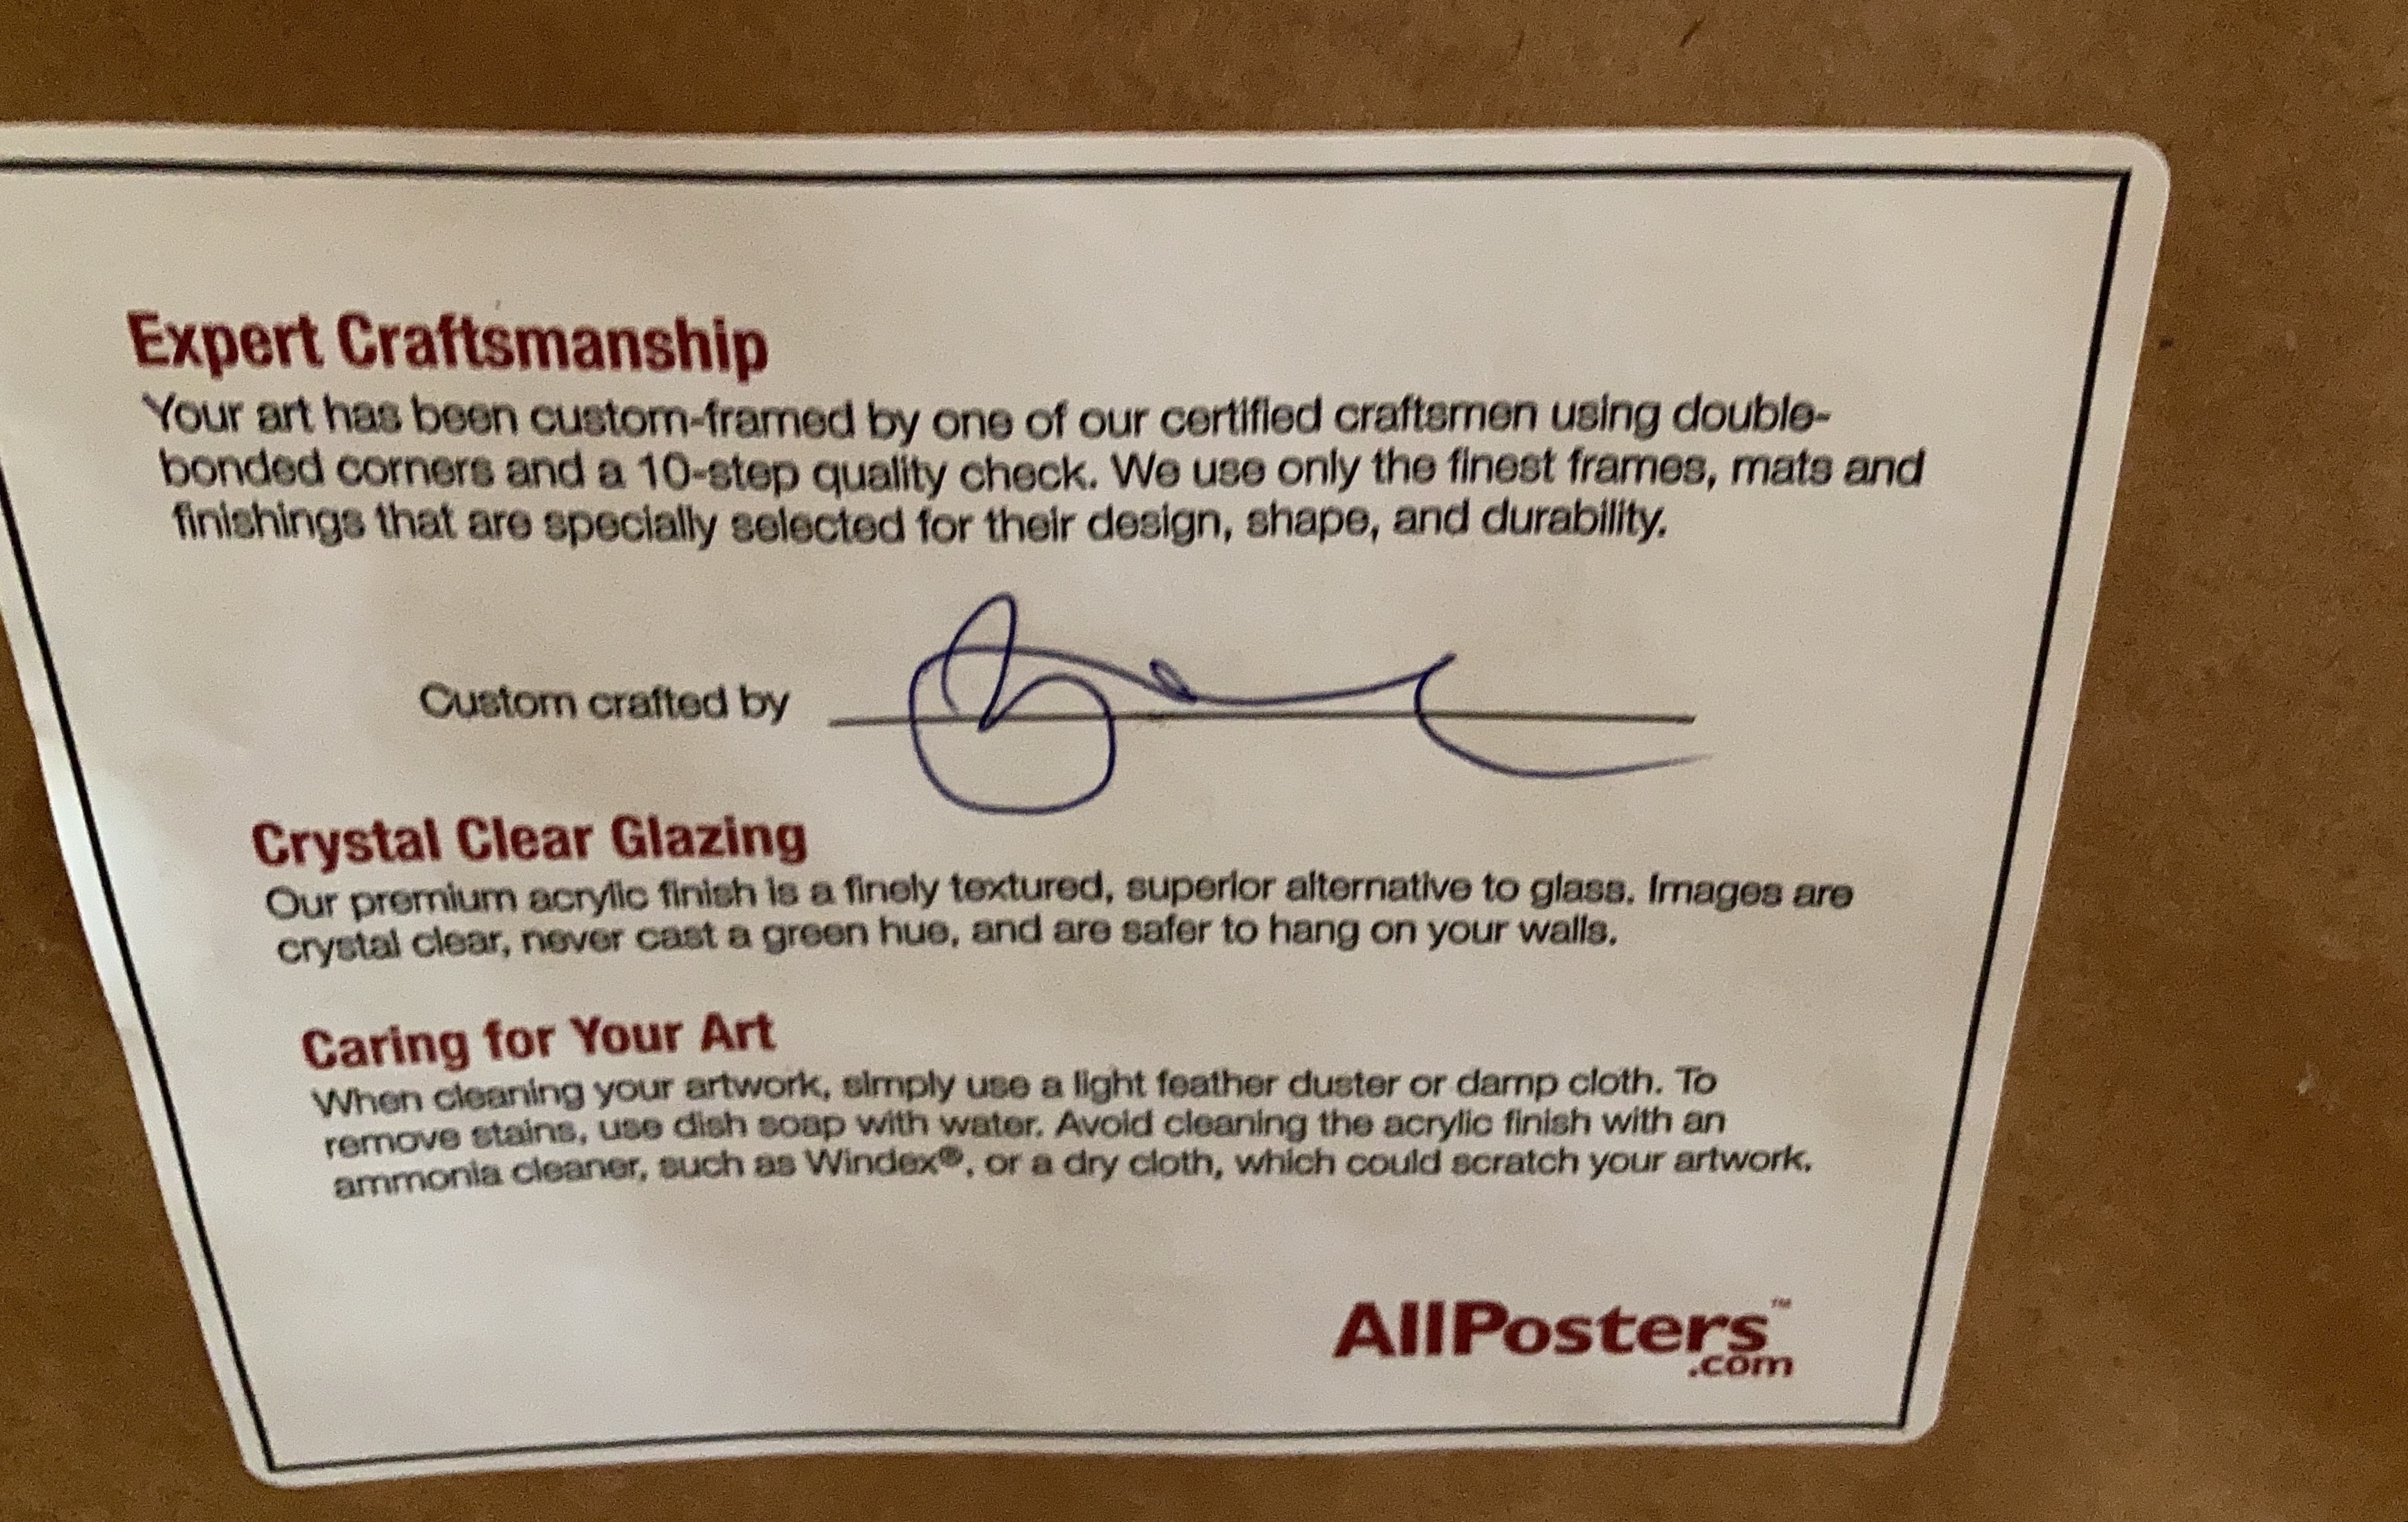 Expert Craftsmanship
Your art has been custom-framed by one of our certified craftsmen using double-
bonded corners and a 10-step quality check. We use only the finest frames, mats and
finishings that are specially selected for their design, shape, and durability.
Custom crafted by
Crystal Clear Glazing
Our premium acrylic finish is a finely textured, superior alternative to glass. Images are
crystal clear, never cast a green hue, and are safer to hang on your walls.
Caring for Your Art
When cleaning your artwork, simply use a light feather duster or damp cloth. To
remove stains, use dish soap with water. Avoid cleaning the acrylic finish with an
ammonia cleaner, such as Windex®, or a dry cloth, which could scratch your artwork.
AllPosters™
.com